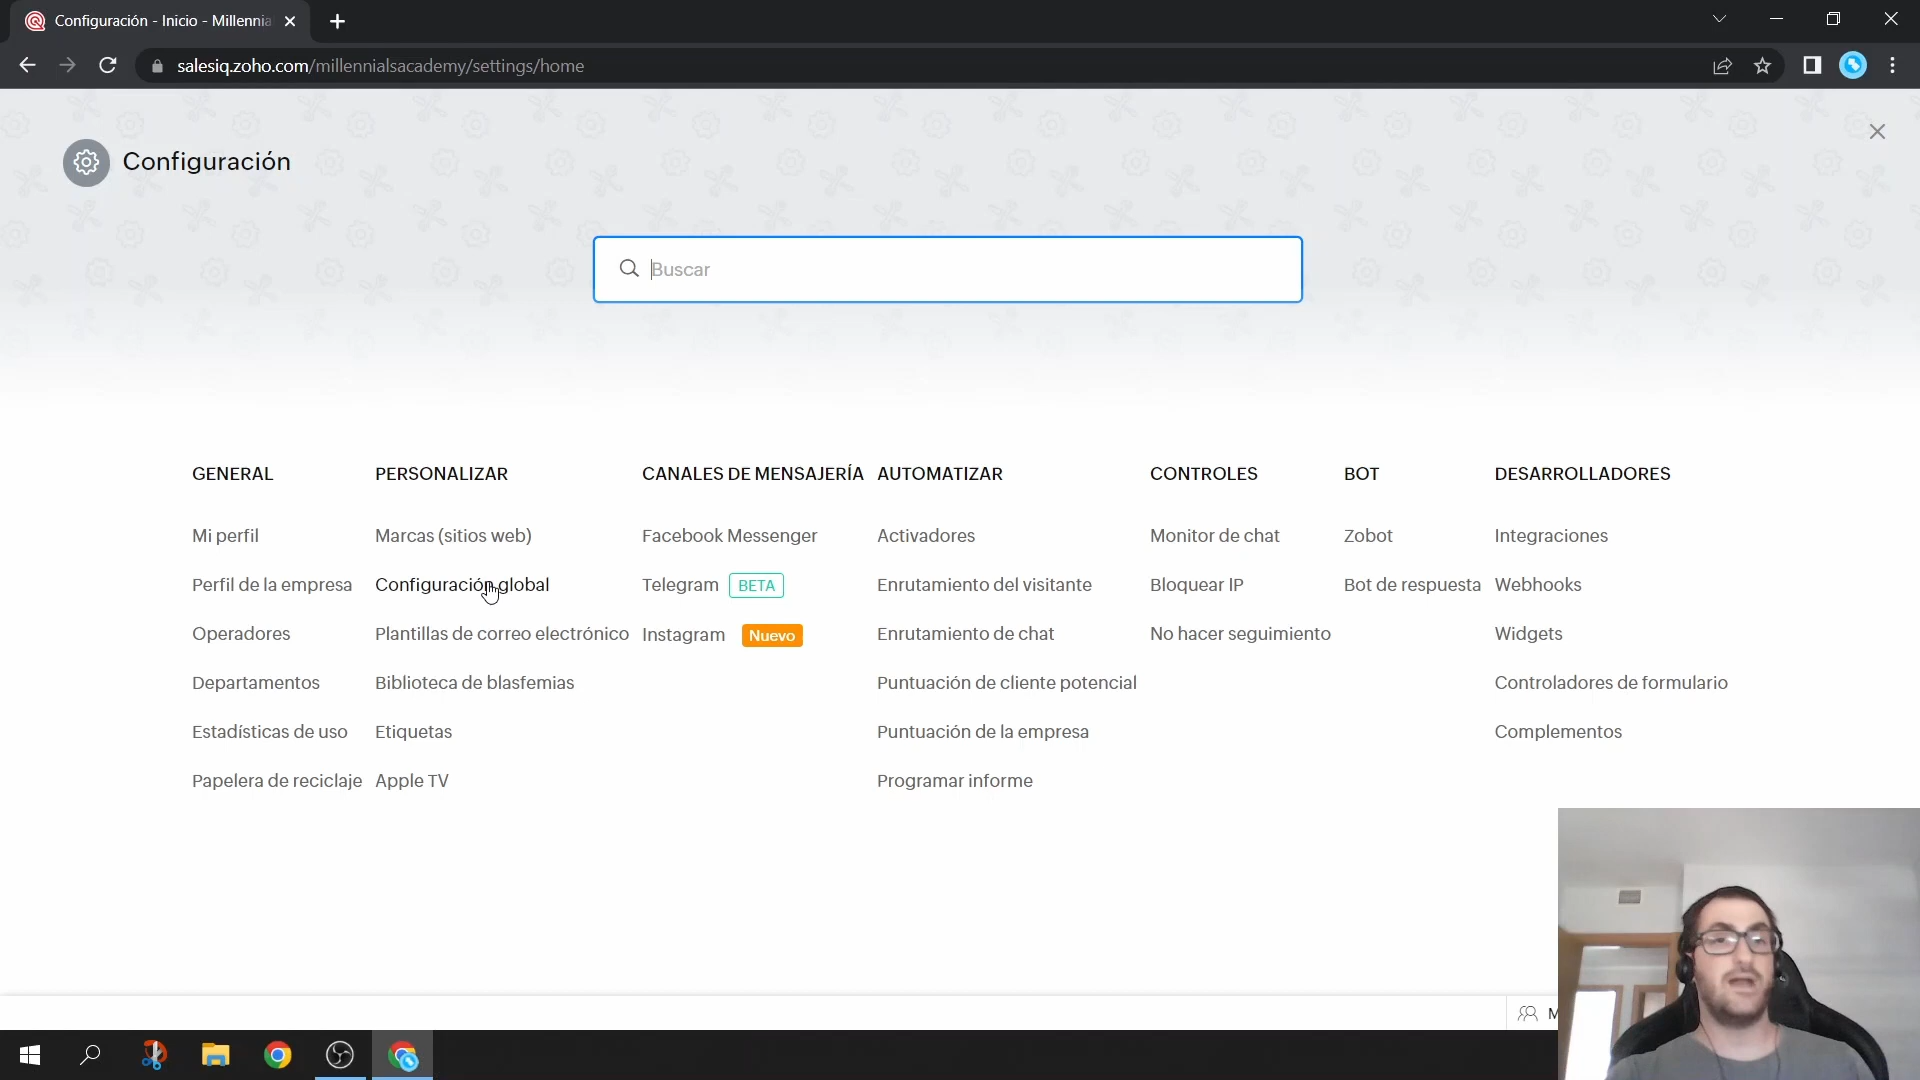 Configuración - Inicio - Millennia
salesiq.zoho.com/millennialsacademy/settings/home
Configuración
Buscar
GENERAL
Mi perfil
Perfil de la empresa
Operadores
Departamentos
Estadísticas de uso
Papelera de reciclaje
PERSONALIZAR
Marcas (sitios web)
Configuración global
Plantillas de correo electrónico
Biblioteca de blasfemias
Etiquetas
Apple TV
CANALES DE MENSAJERÍA
Facebook Messenger
Telegram BETA
Instagram Nuevo
AUTOMATIZAR
Activadores
Enrutamiento del visitante
Enrutamiento de chat
Puntuación de cliente potencial
Puntuación de la empresa
Programar informe
CONTROLES
Monitor de chat
Bloquear IP
No hacer seguimiento
BOT
Zobot
Bot de respuesta
DESARROLLADORES
Integraciones
Webhooks
Widgets
Controladores de formulario
Complementos
M